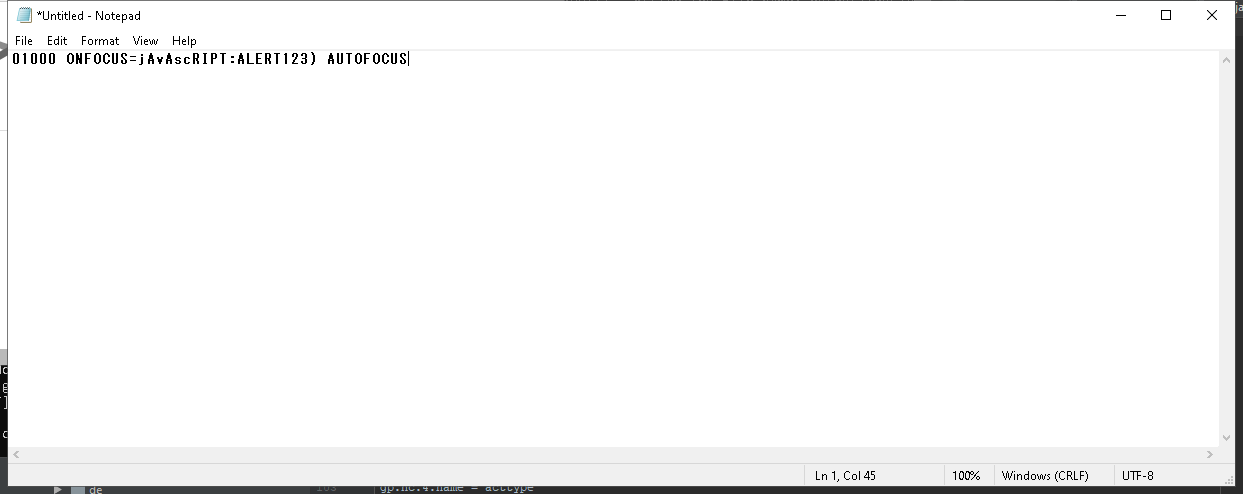 *Untitled - Notepad
File Edit Format View Help
01000 ONFOCUS=jAvAscRIPT:ALERT123) AUTOFOCUS
Ln 1, Col 45 100% Windows (CRLF) UTF-8
de
gp.nc.4.name = acctype